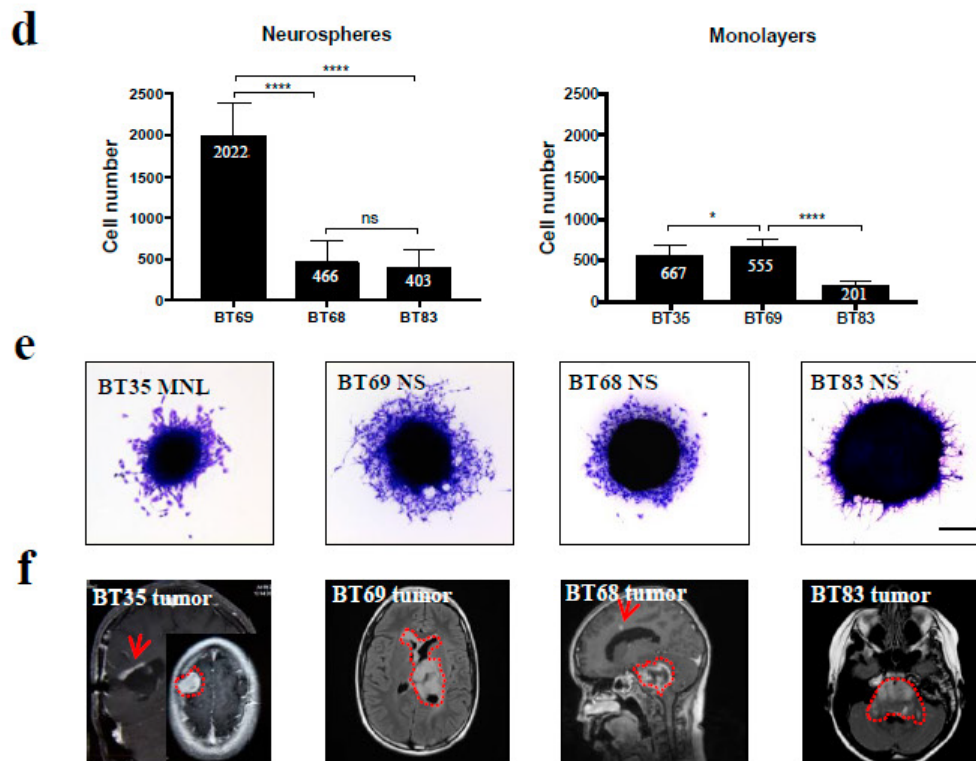 d
Neurospheres
Monolayers
****
****
ns
2500
2000
1500
1000
500
0
Cell number
2022
466
403
BT69
BT68
BT83
*
****
2500
2000
1500
1000
500
0
Cell number
667
555
201
BT35
BT69
BT83
e
BT35 MNL
BT69 NS
BT68 NS
BT83 NS
f
BT35 tumor
BT69 tumor
BT68 tumor
BT83 tumor